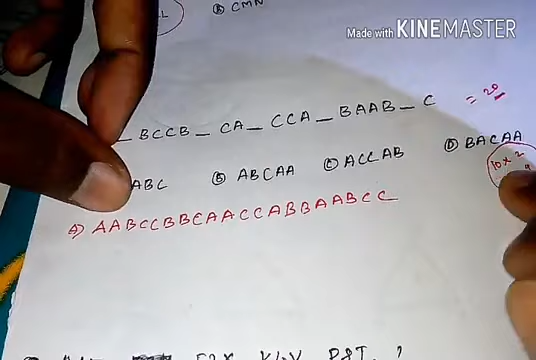 Ⓑ CMN
Made with KINEMASTER
_ BCCB _ CA _ CCA _ BAAB _ C = 20
ABC Ⓑ ABCAA Ⓒ ACCAB Ⓓ BACAA
10 x 2
A) AABCCBBCAACCABBAABCC